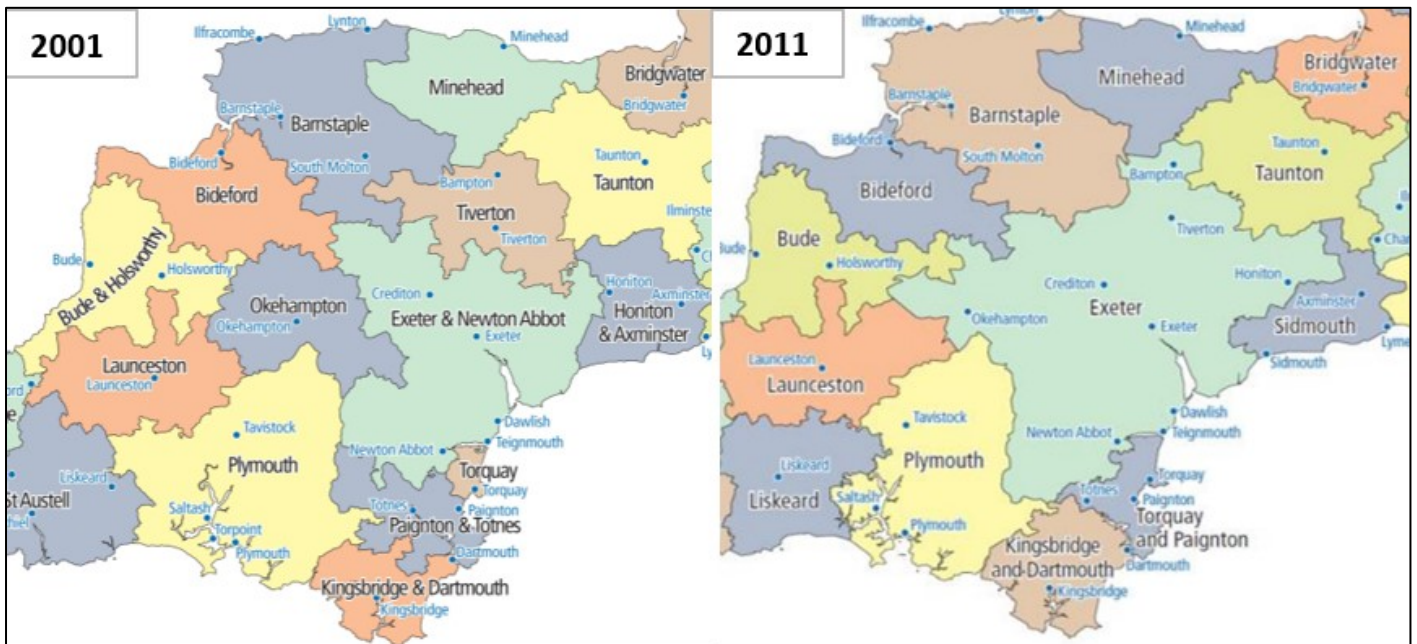 2001
Ilfracombe
Lynton
Minehead
Minehead
Bridgwater
Bridgwater
Barnstaple
Barnstaple
South Molton
Bideford
Bideford
Taunton
Taunton
Bampton
Tiverton
Tiverton
Bude
Bude & Holsworthy
Holsworthy
Okehampton
Okehampton
Crediton
Exeter & Newton Abbot
Exeter
Honiton
Axminster
Honiton
& Axminster
Launceston
Launceston
Tavistock
Plymouth
Dawlish
Teignmouth
Newton Abbot
Torquay
Torquay
Liskeard
St Austell
Saltash
Torpoint
Plymouth
Totnes
Paignton
Paignton & Totnes
Dartmouth
Kingsbridge & Dartmouth
Kingsbridge
2011
Ilfracombe
Lynton
Minehead
Minehead
Bridgwater
Bridgwater
Barnstaple
Barnstaple
South Molton
Bideford
Bideford
Taunton
Taunton
Bampton
Tiverton
Bude
Bude
Holsworthy
Crediton
Exeter
Exeter
Okehampton
Honiton
Axminster
Sidmouth
Sidmouth
Launceston
Launceston
Tavistock
Plymouth
Dawlish
Teignmouth
Newton Abbot
Liskeard
Liskeard
Saltash
Plymouth
Torquay
Totnes
Paignton
Torquay
and Paignton
Dartmouth
Kingsbridge
and Dartmouth
Kingsbridge